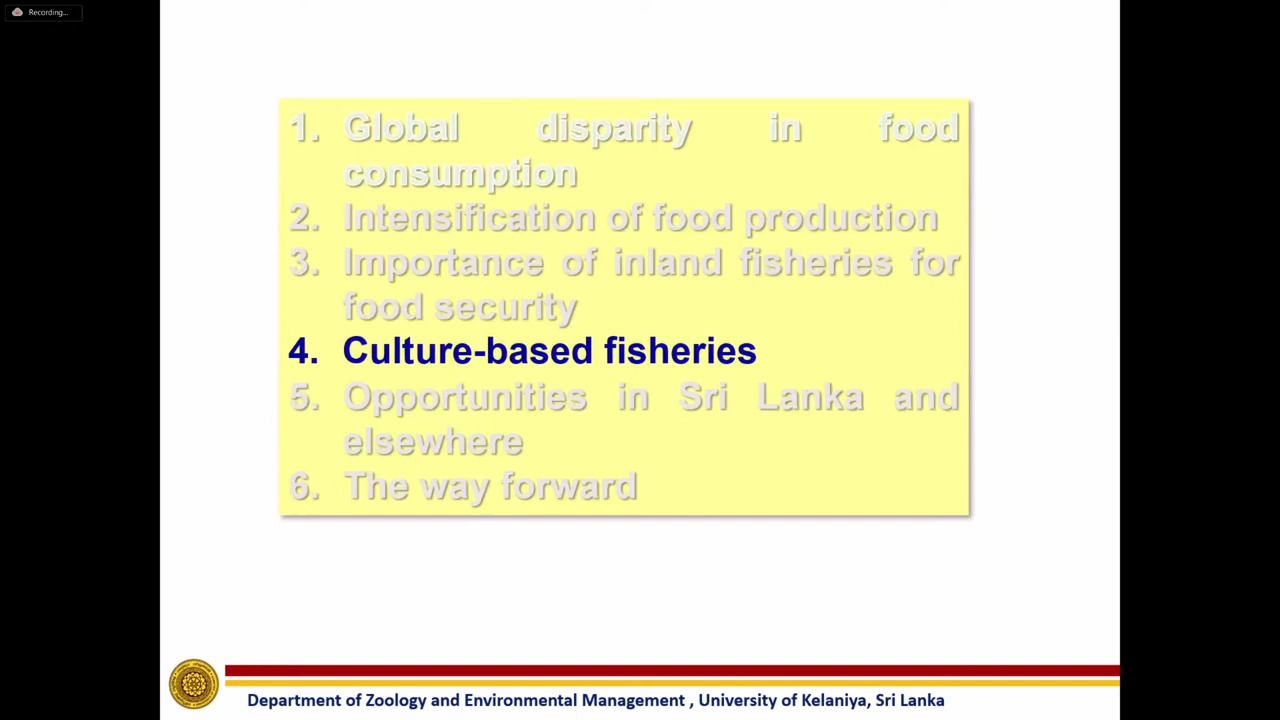 Recording...
1. Global disparity in food
consumption
2. Intensification of food production
3. Importance of inland fisheries for
food security
4. Culture-based fisheries
5. Opportunities in Sri Lanka and
elsewhere
6. The way forward
Department of Zoology and Environmental Management , University of Kelaniya, Sri Lanka